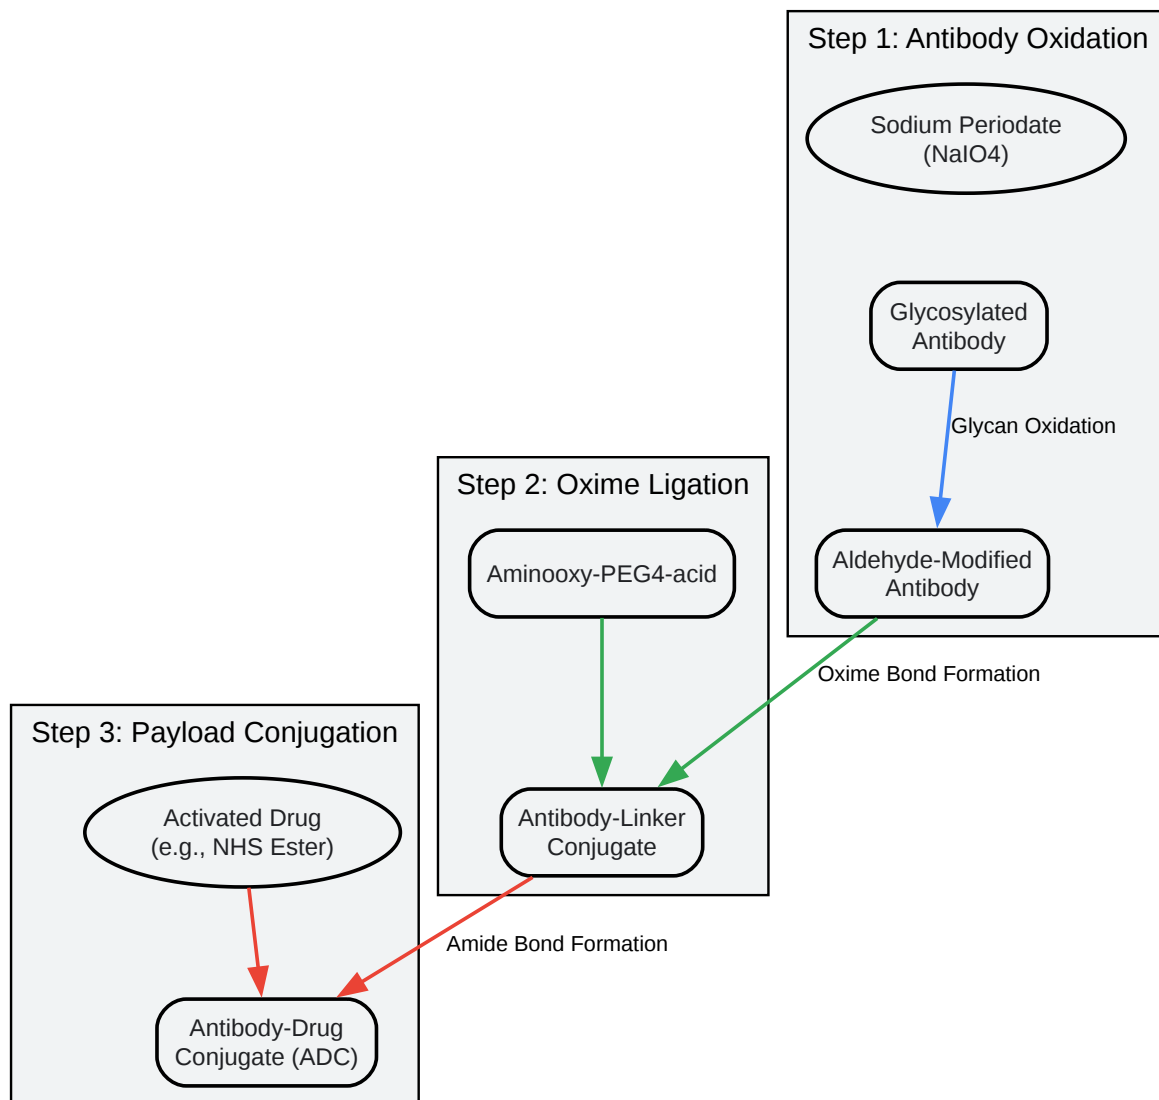 Step 1: Antibody Oxidation
Sodium Periodate
(NaIO4)
Glycosylated
Antibody
Glycan Oxidation
Aldehyde-Modified
Antibody
Step 2: Oxime Ligation
Aminooxy-PEG4-acid
Oxime Bond Formation
Antibody-Linker
Conjugate
Step 3: Payload Conjugation
Activated Drug
(e.g., NHS Ester)
Amide Bond Formation
Antibody-Drug
Conjugate (ADC)